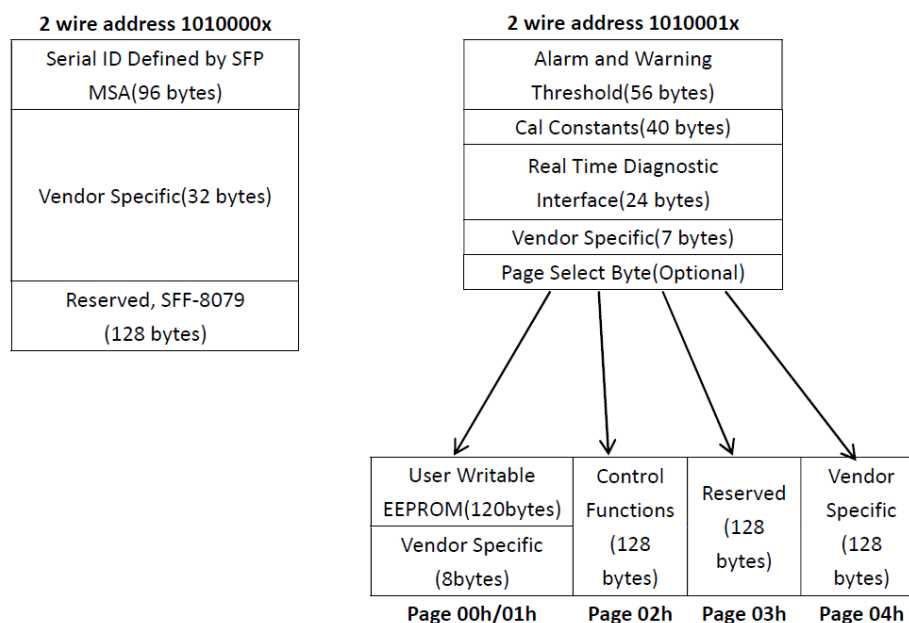 2 wire address 1010000x
Serial ID Defined by SFP
MSA(96 bytes)
Vendor Specific(32 bytes)
Reserved, SFF-8079
(128 bytes)
2 wire address 1010001x
Alarm and Warning
Threshold(56 bytes)
Cal Constants(40 bytes)
Real Time Diagnostic
Interface(24 bytes)
Vendor Specific(7 bytes)
Page Select Byte(Optional)
User Writable
EEPROM(120bytes)
Vendor Specific
(8bytes)
Page 00h/01h
Control
Functions
(128
bytes)
Page 02h
Reserved
(128
bytes)
Page 03h
Vendor
Specific
(128
bytes)
Page 04h